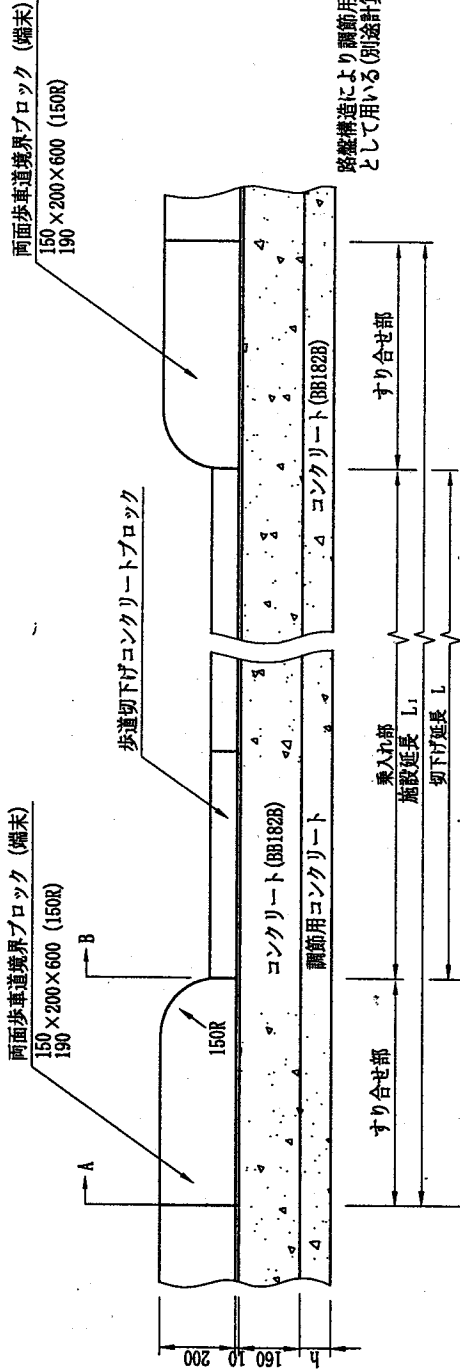 両面歩車道境界ブロック (端末)
150
190×200×600 (150R)
歩道切下げコンクリートブロック
両面歩車道境界ブロック (端末)
150
190×200×600 (150R)
A
B
150R
コンクリート(BB182B)
コンクリート(BB182B)
調節用コンクリート
200
10
160
h
すり合せ部
乗入れ部
すり合せ部
施設延長 L₁
切下げ延長 L
路盤構造により調節用
として用いる(別途計